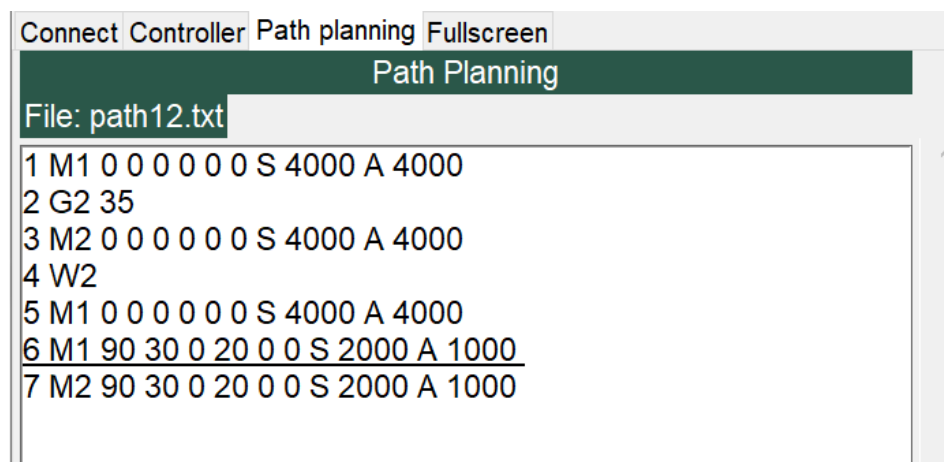 Connect Controller Path planning Fullscreen
Path Planning
File: path12.txt
1 M1 0 0 0 0 0 0 S 4000 A 4000
2 G2 35
3 M2 0 0 0 0 0 0 S 4000 A 4000
4 W2
5 M1 0 0 0 0 0 0 S 4000 A 4000
6 M1 90 30 0 20 0 0 S 2000 A 1000
7 M2 90 30 0 20 0 0 S 2000 A 1000